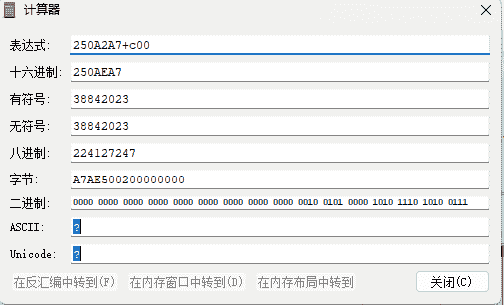 计算器
表达式: 250A2A7+c00
十六进制: 250AEA7
有符号: 38842023
无符号: 38842023
八进制: 224127247
字节: A7AE500200000000
二进制: 0000 0000 0000 0000 0000 0000 0000 0000 0000 0010 0101 0000 1010 1110 1010 0111
ASCII: ?
Unicode: ?
在反汇编中转到(F) 在内存窗口中转到(D) 在内存布局中转到 关闭(C)